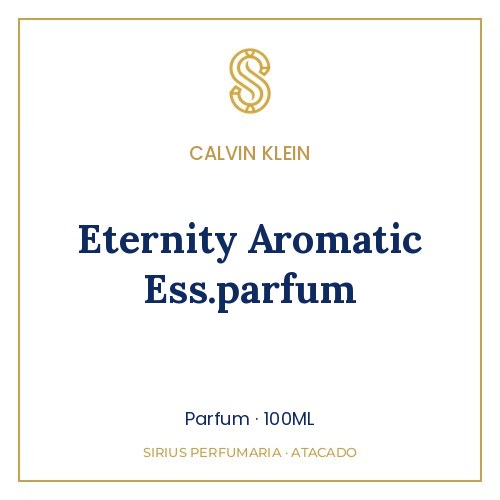 CALVIN KLEIN
Eternity Aromatic
Ess.parfum
Parfum · 100ML
SIRIUS PERFUMARIA · ATACADO